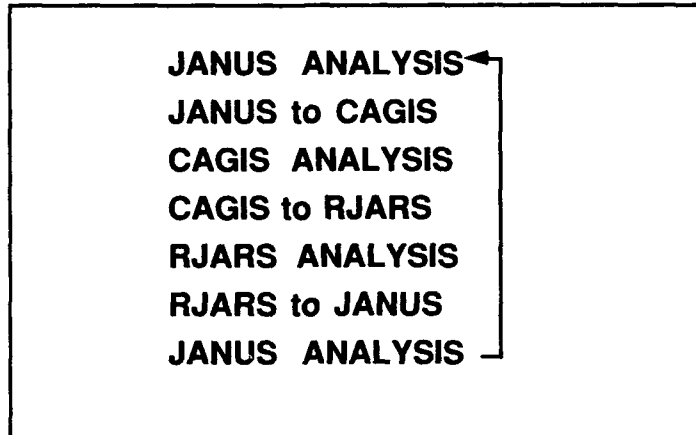 JANUS ANALYSIS
JANUS to CAGIS
CAGIS ANALYSIS
CAGIS to RJARS
RJARS ANALYSIS
RJARS to JANUS
JANUS ANALYSIS